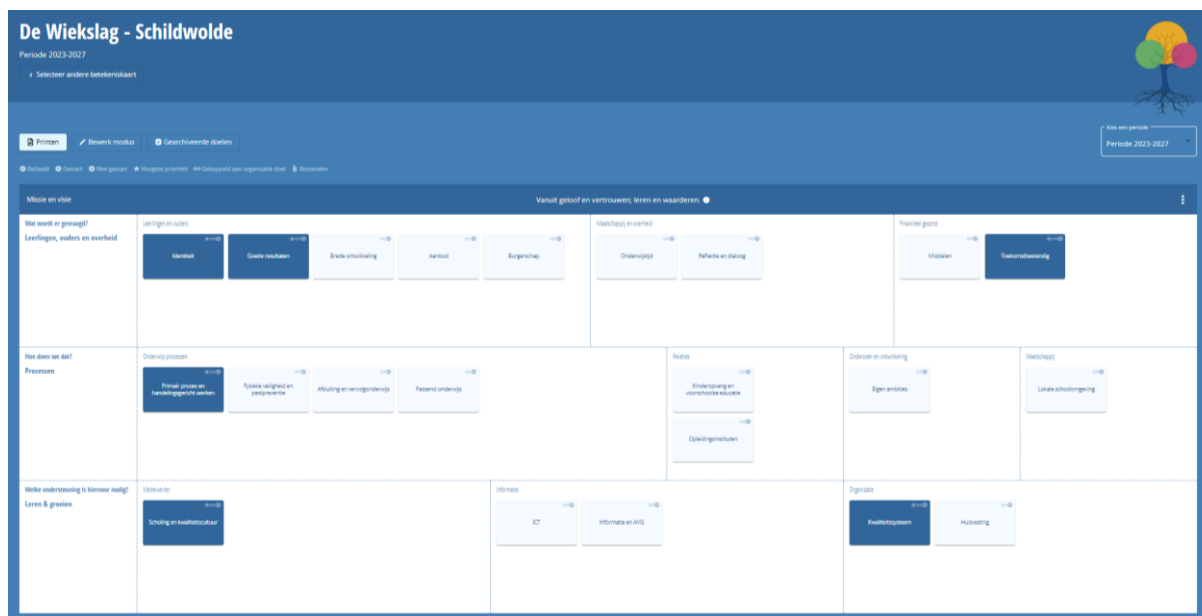 De Wiekslag - Schildwolde
Periode 2023-2027
Selecteer andere betekeniskaart
Kies een periode
Printen Bewerk modus Gearchiveerde doelen
Periode 2023-2027
Behaald Gestart Niet gestart Hoogste prioriteit Gekoppeld aan organisatie doel Bestanden
Missie en visie Vanuit geloof en vertrouwen; leren en waarderen.
Wat wordt er gevraagd? Leerlingen en ouders Maatschappij en overheid Financieel gezond
Leerlingen, ouders en overheid
Identiteit Goede resultaten Brede ontwikkeling Aanbod Burgerschap Onderwijstijd Reflectie en dialoog Middelen Toekomstbestendig
Hoe doen we dat? Onderwijs processen Relaties Onderzoek en ontwikkeling Maatschappij
Processen
Primair proces en
handelingsgericht werken
Fysieke veiligheid en
pestpreventie
Afsluiting en vervolgonderwijs Passend onderwijs
Kinderopvang en
voorschoolse educatie
Eigen ambities Lokale schoolomgeving
Opleidingsinstituten
Welke ondersteuning is hiervoor nodig? Medewerker Informatie Organisatie
Leren & groeien
Scholing en kwaliteitscultuur ICT Informatie en AVG Kwaliteitssysteem Huisvesting